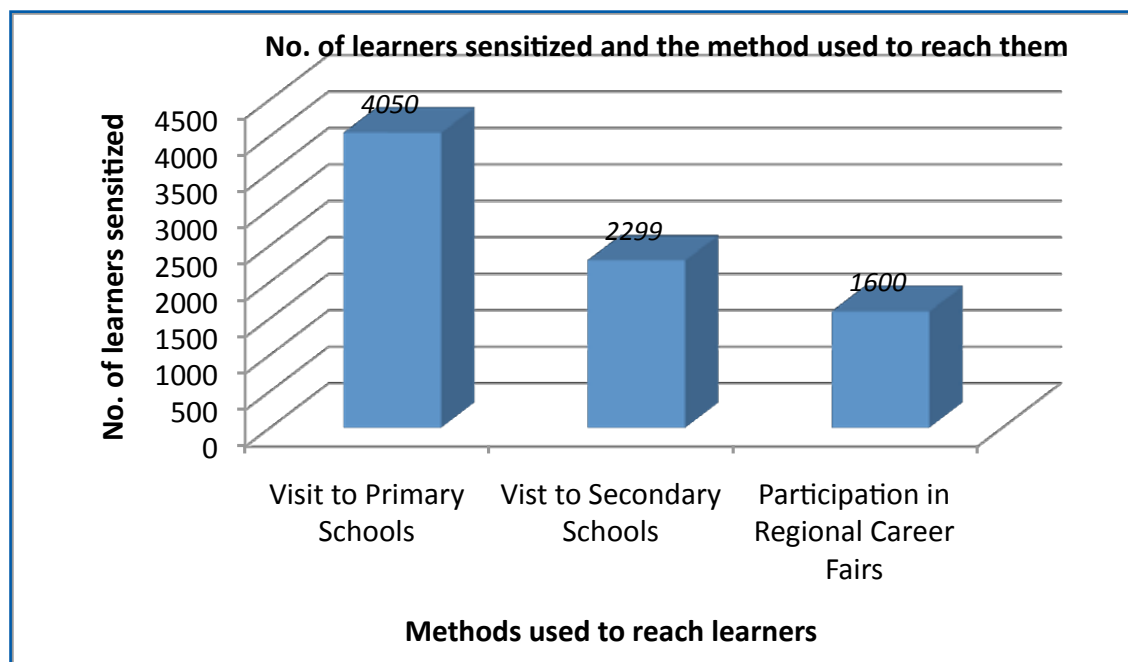 No. of learners sensitized and the method used to reach them
No. of learners sensitized
4500
4000
3500
3000
2500
2000
1500
1000
500
0
4050
2299
1600
Visit to Primary
Schools
Vist to Secondary
Schools
Participation in
Regional Career
Fairs
Methods used to reach learners